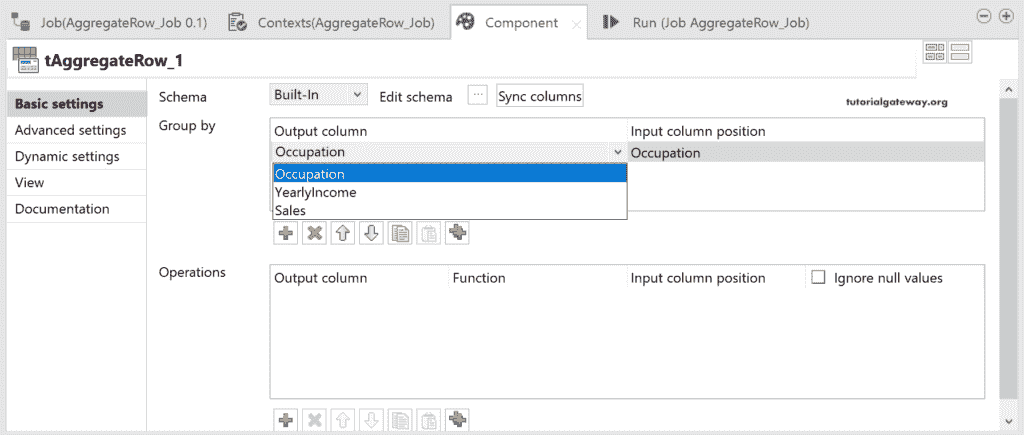 Job(AggregateRow_Job 0.1) Contexts(AggregateRow_Job) Component Run (Job AggregateRow_Job)
tAggregateRow_1
Basic settings
Advanced settings
Dynamic settings
View
Documentation
Schema Built-In Edit schema ... Sync columns
tutorialgateway.org
Group by
Output column Input column position
Occupation Occupation
Occupation
YearlyIncome
Sales
Operations
Output column Function Input column position Ignore null values